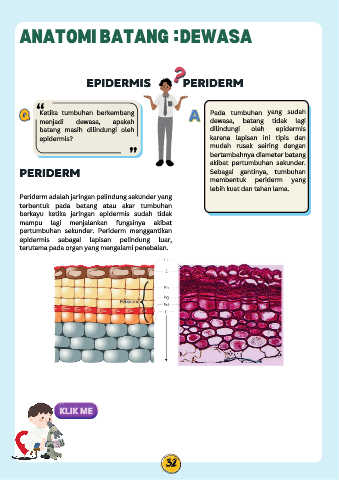 ANATOMI BATANG : DEWASA
EPIDERMIS ? PERIDERM
Q
“
Ketika tumbuhan berkembang
menjadi dewasa, apakah
batang masih dilindungi oleh
epidermis?
”
A
Pada tumbuhan yang sudah
dewasa, batang tidak lagi
dilindungi oleh epidermis
karena lapisan ini tipis dan
mudah rusak seiring dengan
bertambahnya diameter batang
akibat pertumbuhan sekunder.
Sebagai gantinya, tumbuhan
membentuk periderm yang
lebih kuat dan tahan lama.
PERIDERM
Periderm adalah jaringan pelindung sekunder yang
terbentuk pada batang atau akar tumbuhan
berkayu ketika jaringan epidermis sudah tidak
mampu lagi menjalankan fungsinya akibat
pertumbuhan sekunder. Periderm menggantikan
epidermis sebagai lapisan pelindung luar,
terutama pada organ yang mengalami penebalan.
Periderm
KLIK ME
32